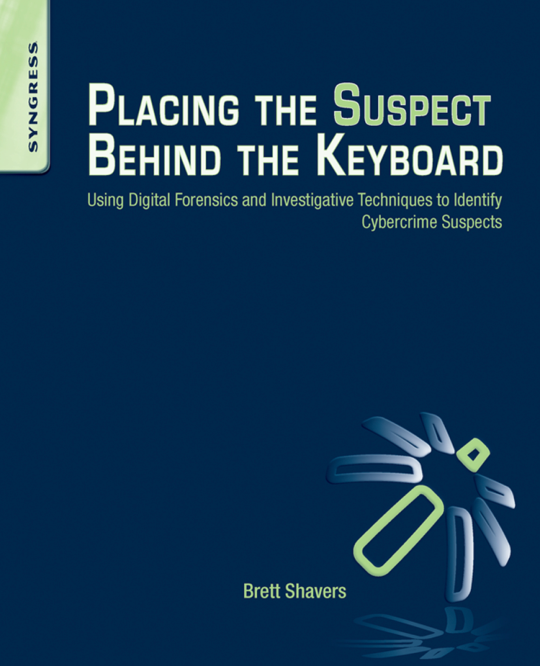 SYNGRESS
PLACING THE SUSPECT
BEHIND THE KEYBOARD
Using Digital Forensics and Investigative Techniques to Identify
Cybercrime Suspects
Brett Shavers